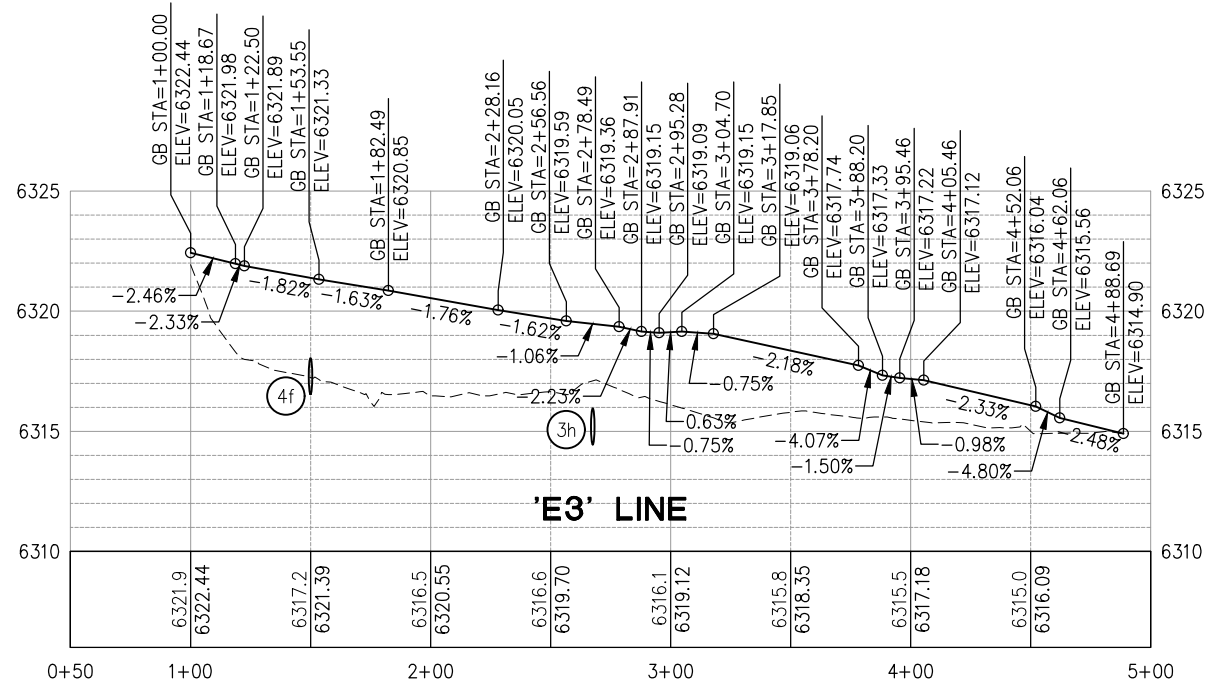 GB STA=1+00.00
ELEV=6322.44
GB STA=1+18.67
ELEV=6321.98
GB STA=1+22.50
ELEV=6321.89
GB STA=1+53.55
ELEV=6321.33
GB STA=1+82.49
ELEV=6320.85
GB STA=2+28.16
ELEV=6320.05
GB STA=2+56.56
ELEV=6319.59
GB STA=2+78.49
ELEV=6319.36
GB STA=2+87.91
ELEV=6319.15
GB STA=2+95.28
ELEV=6319.09
GB STA=3+04.70
ELEV=6319.15
GB STA=3+17.85
ELEV=6319.06
GB STA=3+78.20
ELEV=6317.74
GB STA=3+88.20
ELEV=6317.33
GB STA=3+95.46
ELEV=6317.22
GB STA=4+05.46
ELEV=6317.12
GB STA=4+52.06
ELEV=6316.04
GB STA=4+62.06
ELEV=6315.56
GB STA=4+88.69
ELEV=6314.90
6325
6325
6320
6320
6315
6315
6310
6310
-2.46%
-2.33%
-1.82%
-1.63%
-1.76%
-1.62%
-1.06%
-2.23%
-0.75%
0.63%
-0.75%
-2.18%
-4.07%
-1.50%
-0.98%
-2.33%
-4.80%
-2.48%
4f
3h
'E3' LINE
6321.9
6322.44
6317.2
6321.39
6316.5
6320.55
6316.6
6319.70
6316.1
6319.12
6315.8
6318.35
6315.5
6317.18
6315.0
6316.09
0+50
1+00
2+00
3+00
4+00
5+00